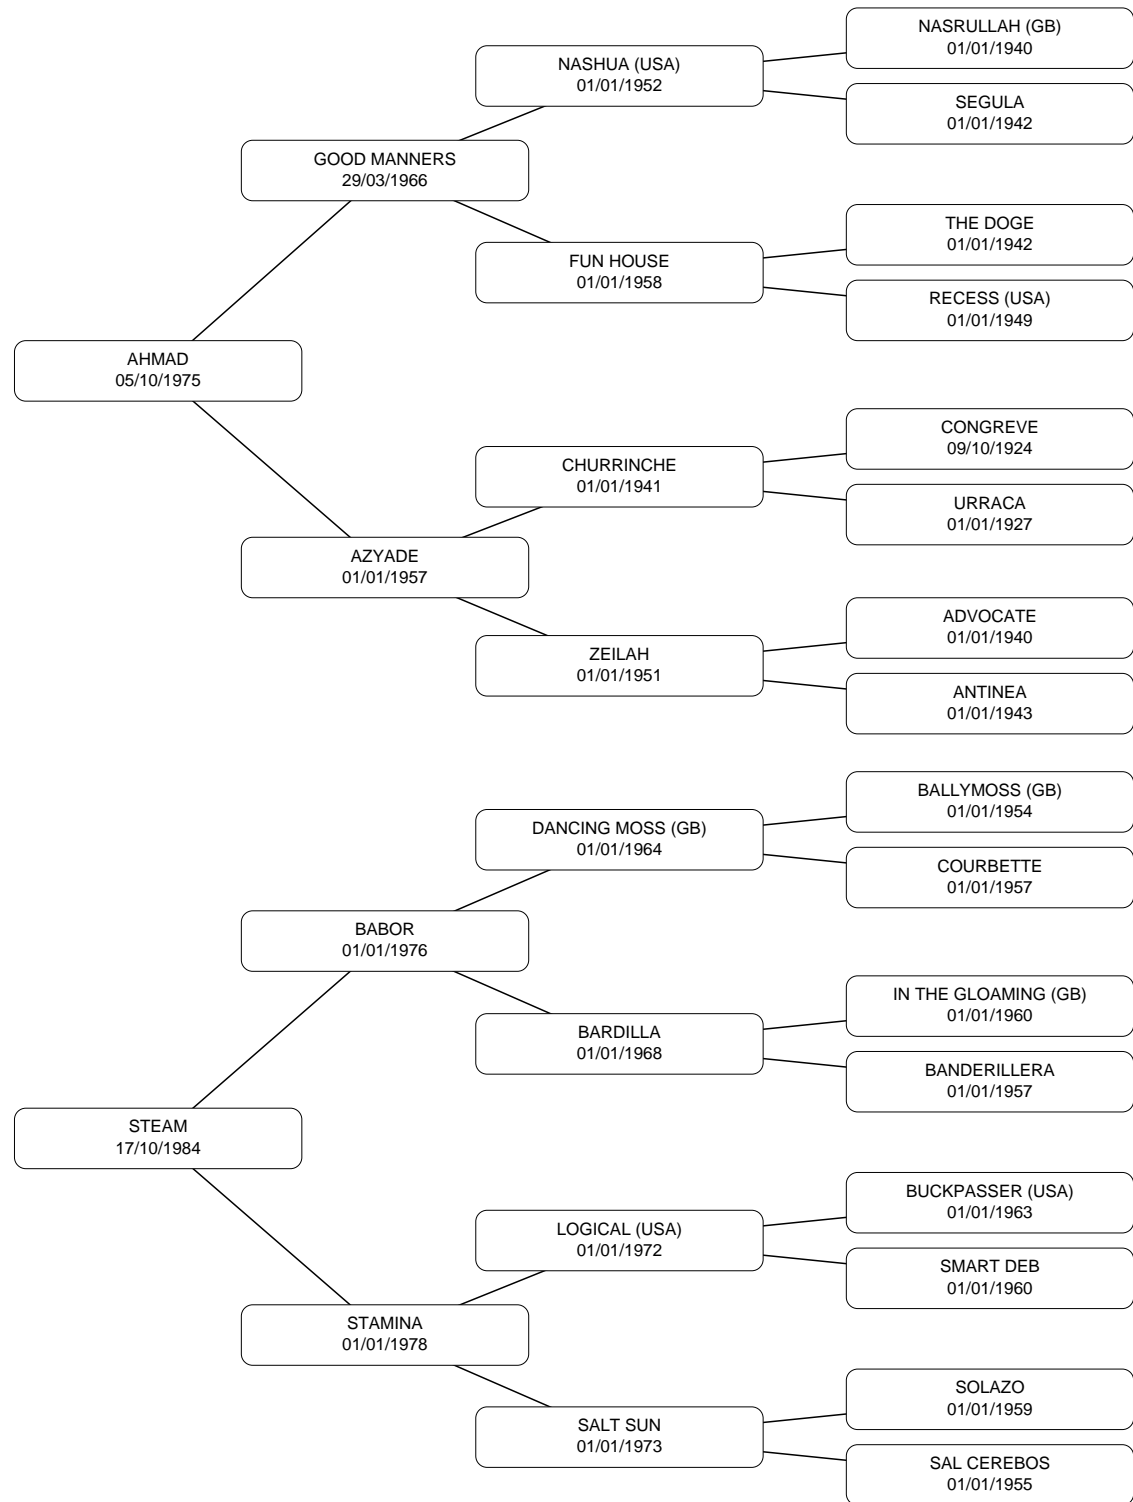 NASRULLAH (GB)
01/01/1940
NASHUA (USA)
01/01/1952
SEGULA
01/01/1942
GOOD MANNERS
29/03/1966
THE DOGE
01/01/1942
FUN HOUSE
01/01/1958
RECESS (USA)
01/01/1949
AHMAD
05/10/1975
CONGREVE
09/10/1924
CHURRINCHE
01/01/1941
URRACA
01/01/1927
AZYADE
01/01/1957
ADVOCATE
01/01/1940
ZEILAH
01/01/1951
ANTINEA
01/01/1943
BALLYMOSS (GB)
01/01/1954
DANCING MOSS (GB)
01/01/1964
COURBETTE
01/01/1957
BABOR
01/01/1976
IN THE GLOAMING (GB)
01/01/1960
BARDILLA
01/01/1968
BANDERILLERA
01/01/1957
STEAM
17/10/1984
BUCKPASSER (USA)
01/01/1963
LOGICAL (USA)
01/01/1972
SMART DEB
01/01/1960
STAMINA
01/01/1978
SOLAZO
01/01/1959
SALT SUN
01/01/1973
SAL CEREBOS
01/01/1955